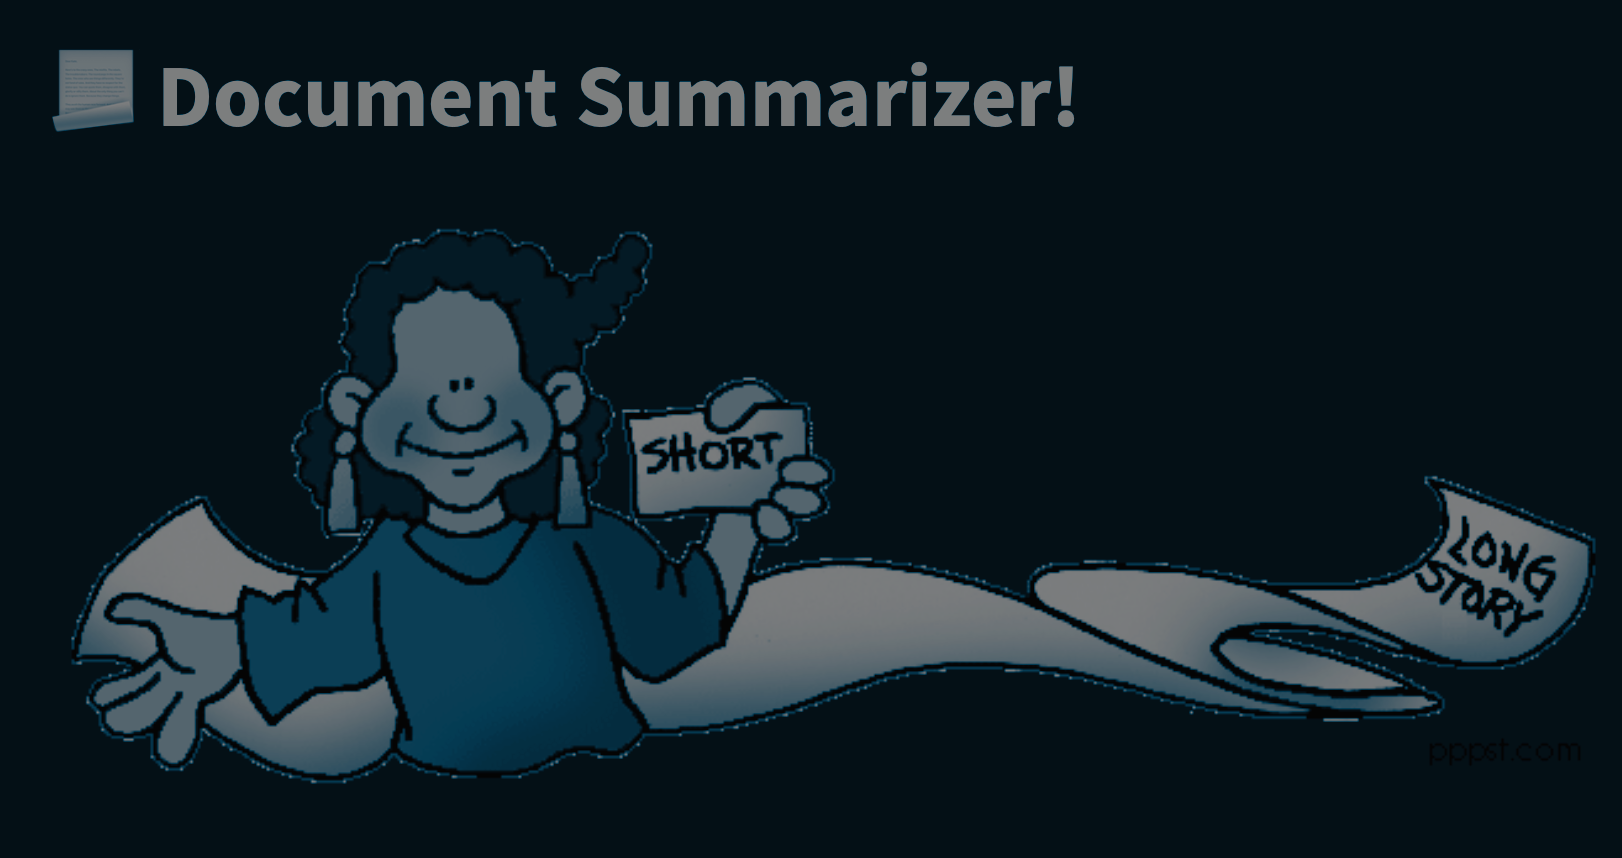 Document Summarizer!
SHORT
LONG
STORY
pppst.com